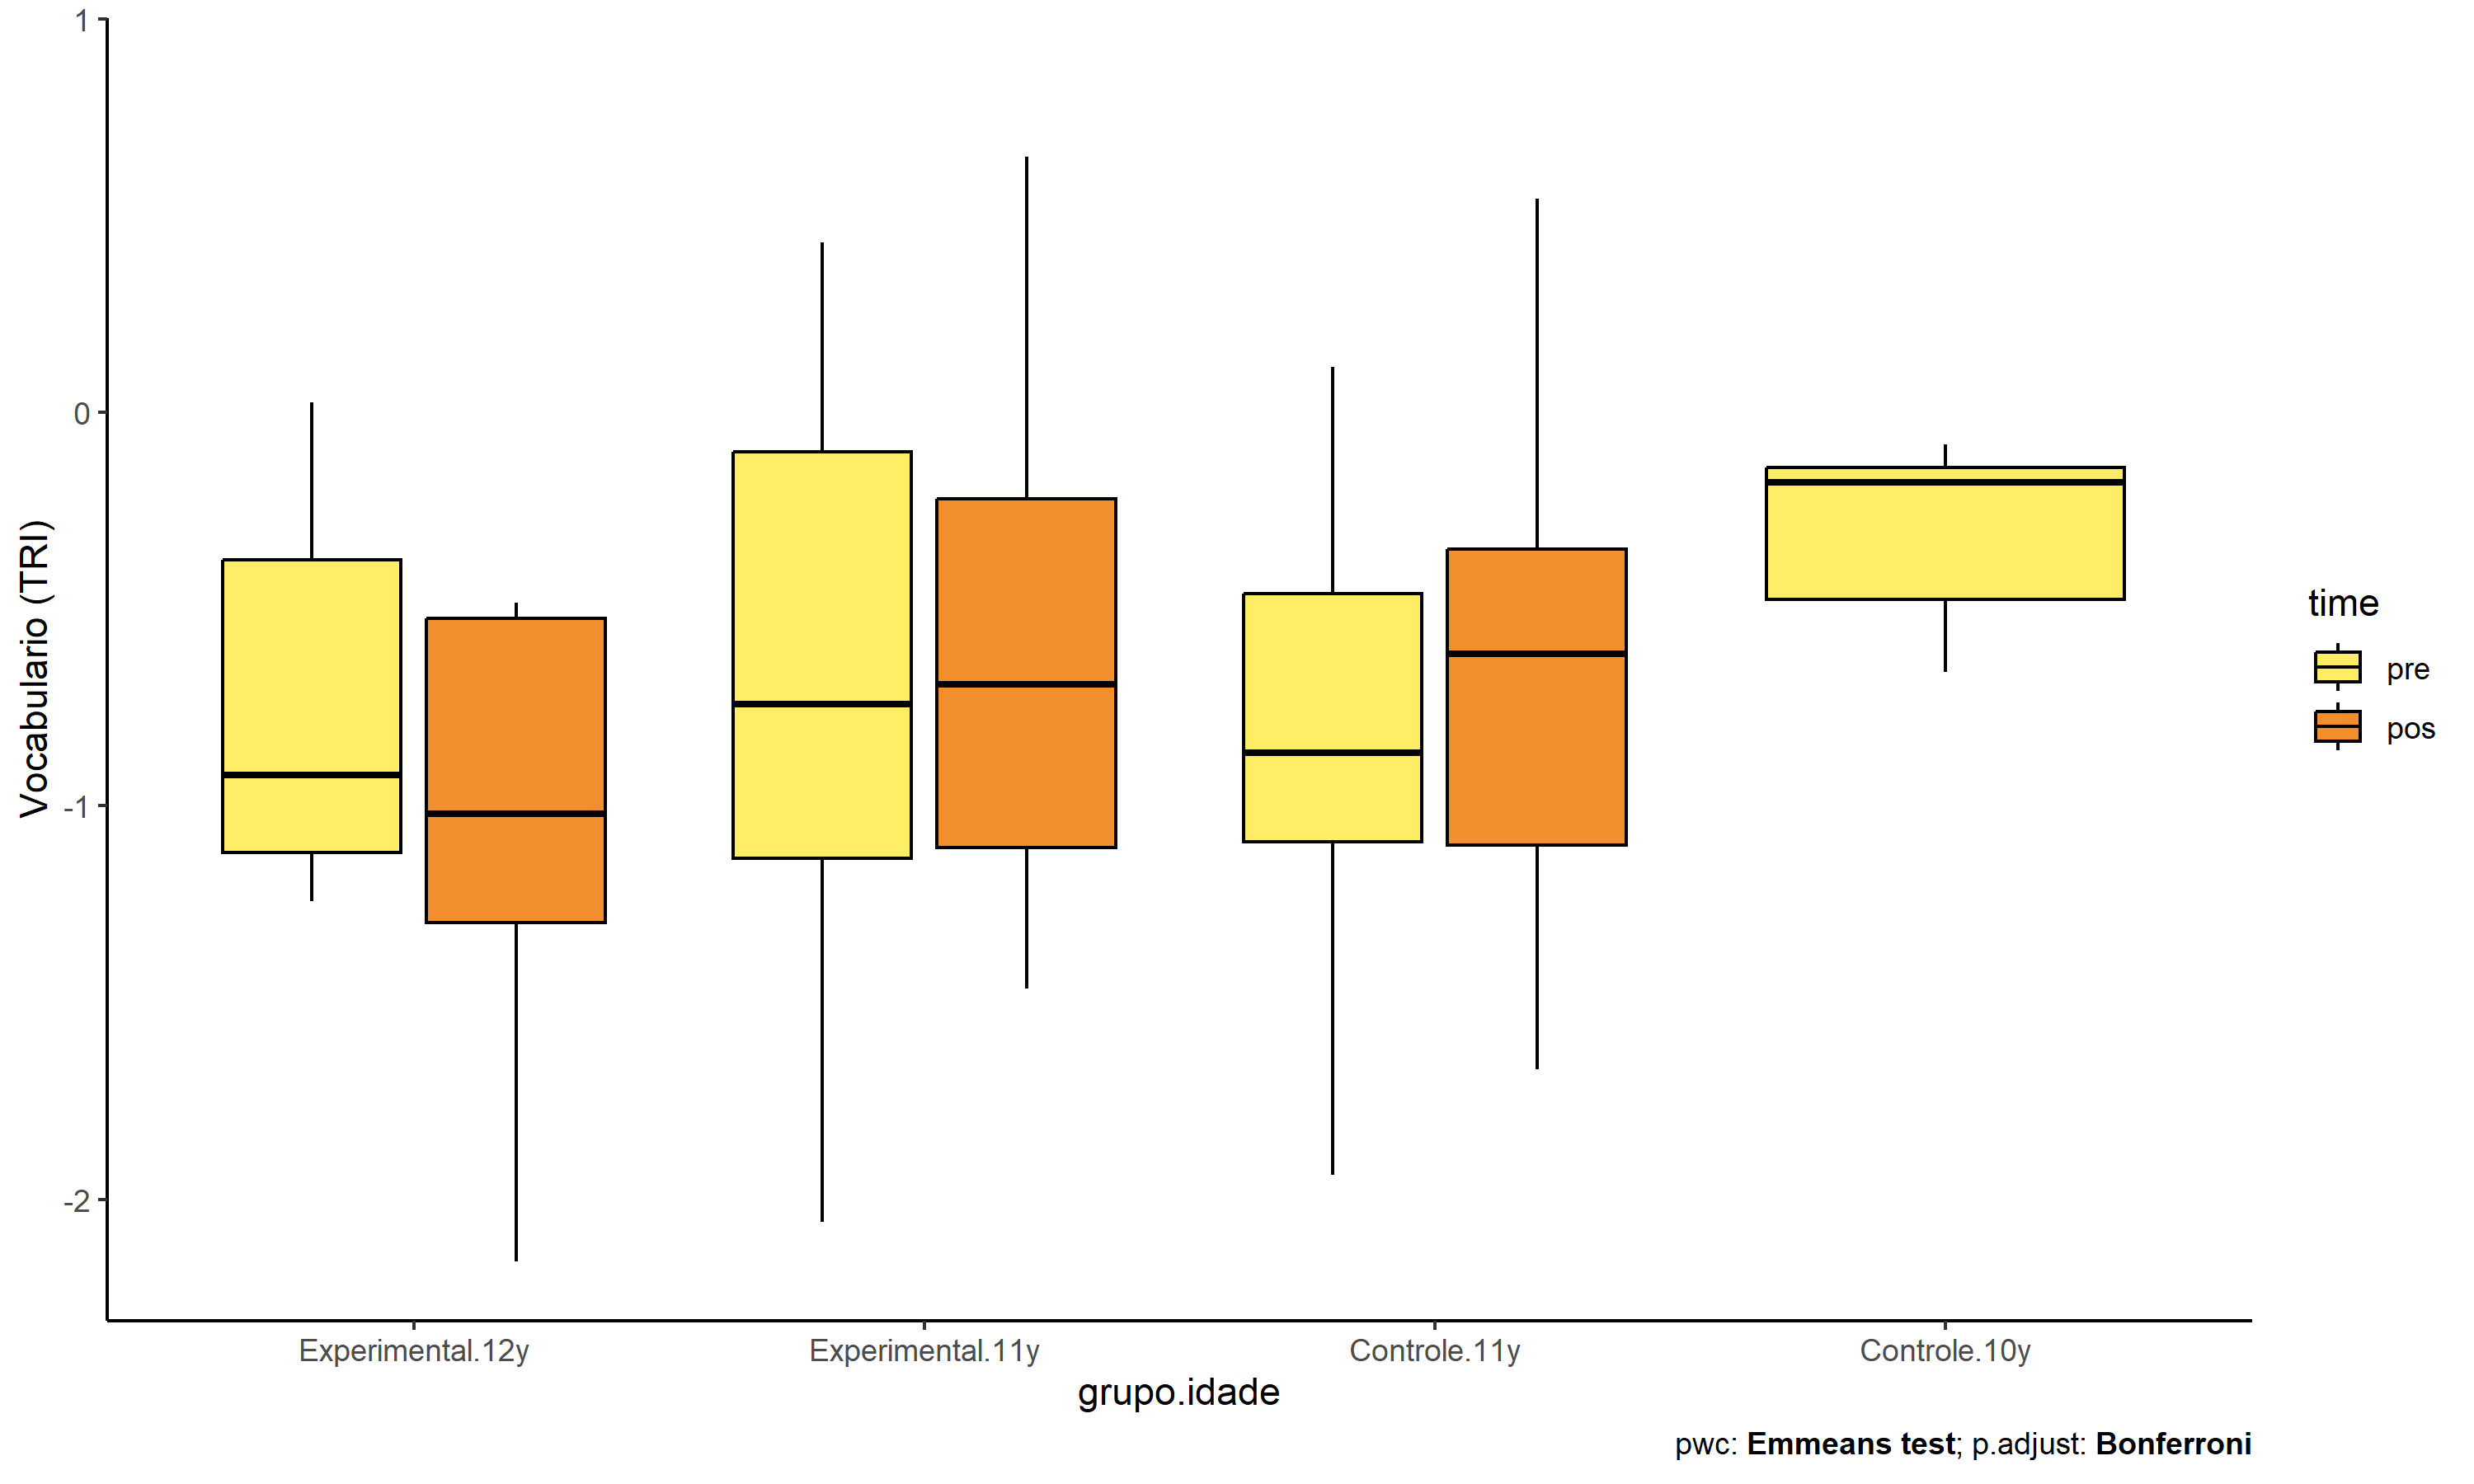 1
0
-1
-2
Vocabulario (TRI)
Experimental.12y
Experimental.11y
Controle.11y
Controle.10y
grupo.idade
time
pre
pos
pwc: Emmeans test; p.adjust: Bonferroni